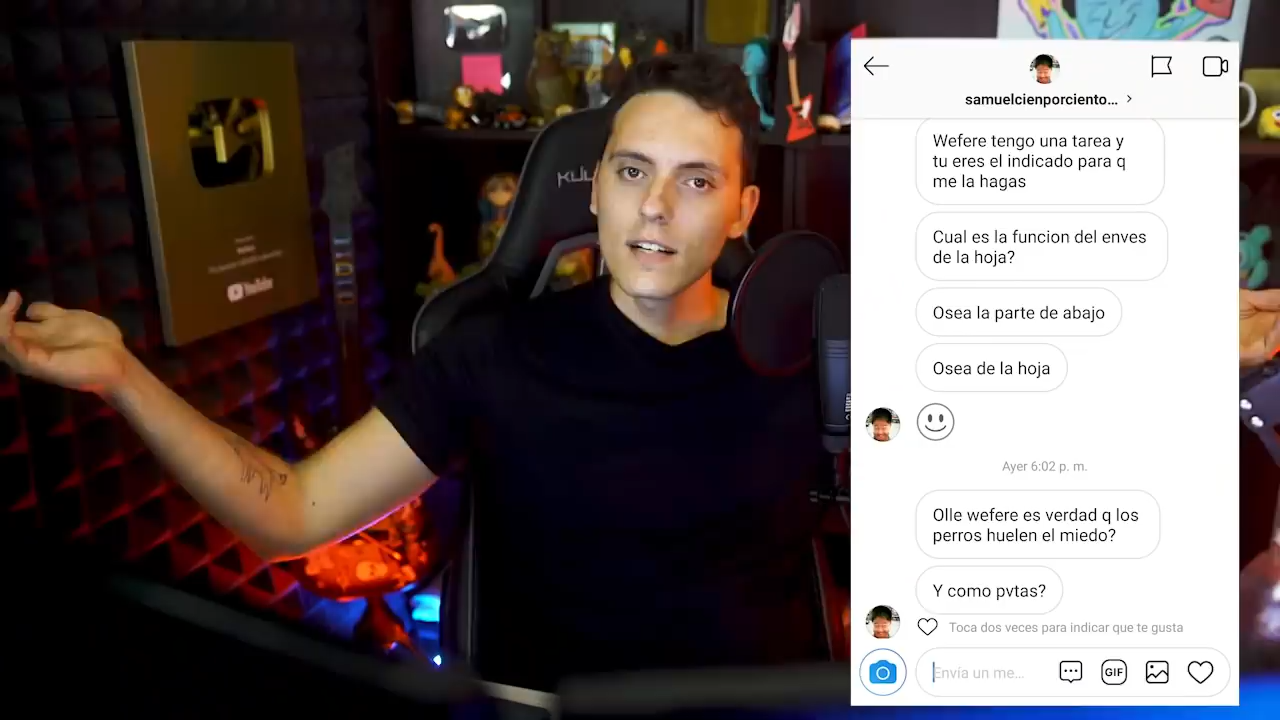 KUL
YouTube
samuelcienporciento...
Wefere tengo una tarea y
tu eres el indicado para q
me la hagas
Cual es la funcion del enves
de la hoja?
Osea la parte de abajo
Osea de la hoja
Ayer 6:02 p. m.
Olle wefere es verdad q los
perros huelen el miedo?
Y como pvtas?
Toca dos veces para indicar que te gusta
Envía un me...
GIF